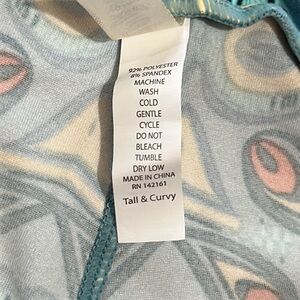 92% POLYESTER
8% SPANDEX
MACHINE
WASH
COLD
GENTLE
CYCLE
DO NOT
BLEACH
TUMBLE
DRY LOW
MADE IN CHINA
RN 142161
Tall & Curvy